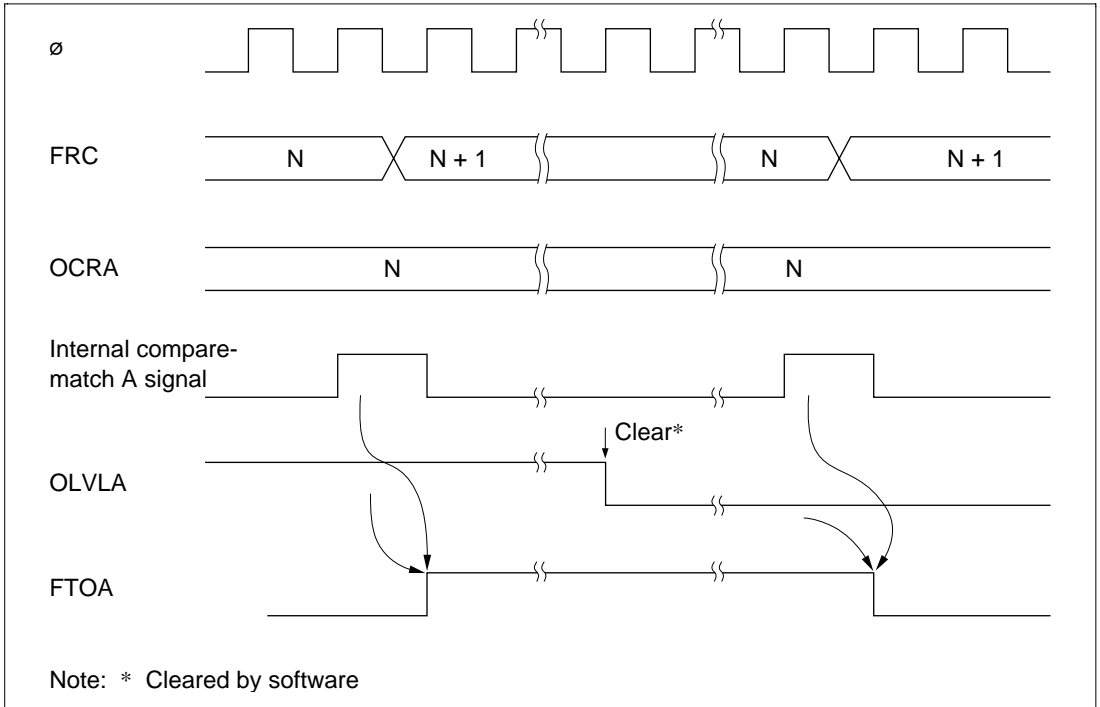 ø
FRC N N + 1 N N + 1
OCRA N N
Internal compare-
match A signal
Clear*
OLVLA
FTOA
Note: * Cleared by software